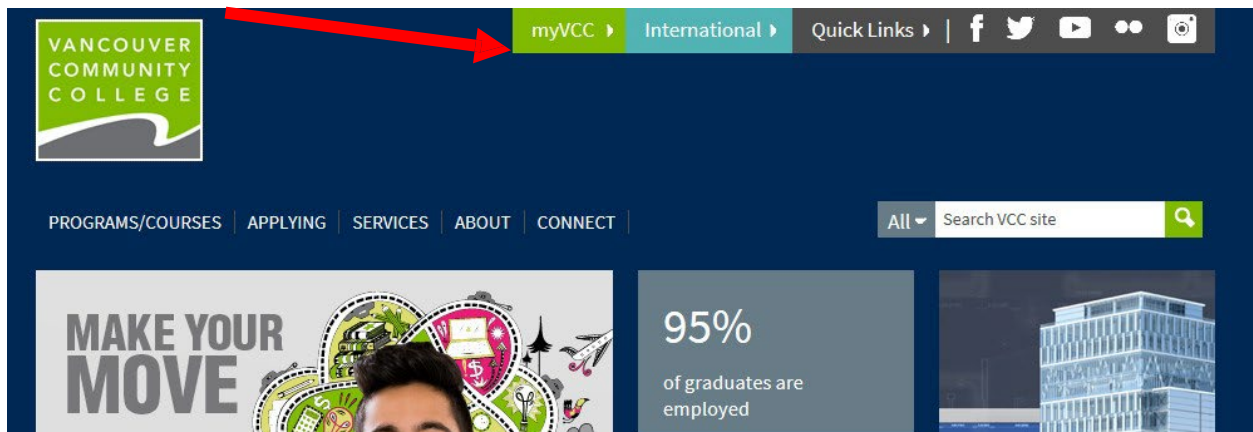 VANCOUVER
COMMUNITY
COLLEGE
myVCC
International
Quick Links
PROGRAMS/COURSES
APPLYING
SERVICES
ABOUT
CONNECT
All
Search VCC site
MAKE YOUR
MOVE
95%
of graduates are
employed